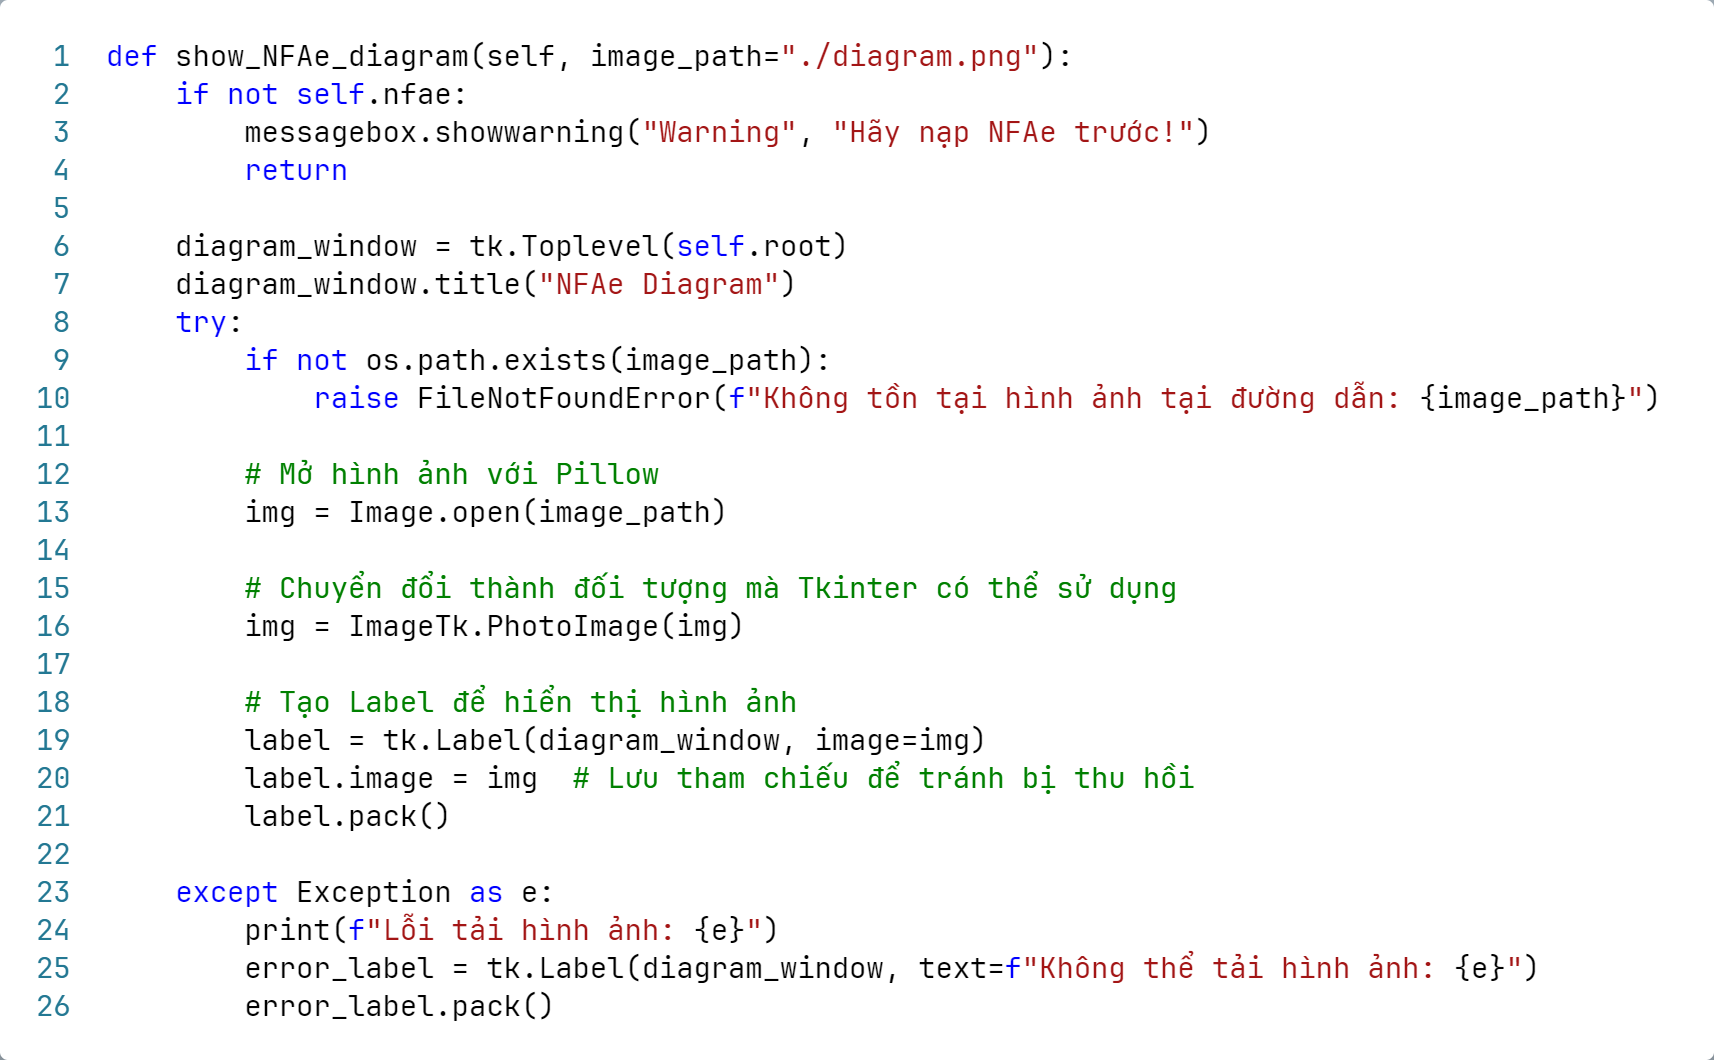 1 def show_NFAe_diagram(self, image_path="./diagram.png"):
2     if not self.nfae:
3         messagebox.showwarning("Warning", "Hãy nạp NFAe trước!")
4         return
5
6     diagram_window = tk.Toplevel(self.root)
7     diagram_window.title("NFAe Diagram")
8     try:
9         if not os.path.exists(image_path):
10             raise FileNotFoundError(f"Không tồn tại hình ảnh tại đường dẫn: {image_path}")
11
12         # Mở hình ảnh với Pillow
13         img = Image.open(image_path)
14
15         # Chuyển đổi thành đối tượng mà Tkinter có thể sử dụng
16         img = ImageTk.PhotoImage(img)
17
18         # Tạo Label để hiển thị hình ảnh
19         label = tk.Label(diagram_window, image=img)
20         label.image = img  # Lưu tham chiếu để tránh bị thu hồi
21         label.pack()
22
23     except Exception as e:
24         print(f"Lỗi tải hình ảnh: {e}")
25         error_label = tk.Label(diagram_window, text=f"Không thể tải hình ảnh: {e}")
26         error_label.pack()